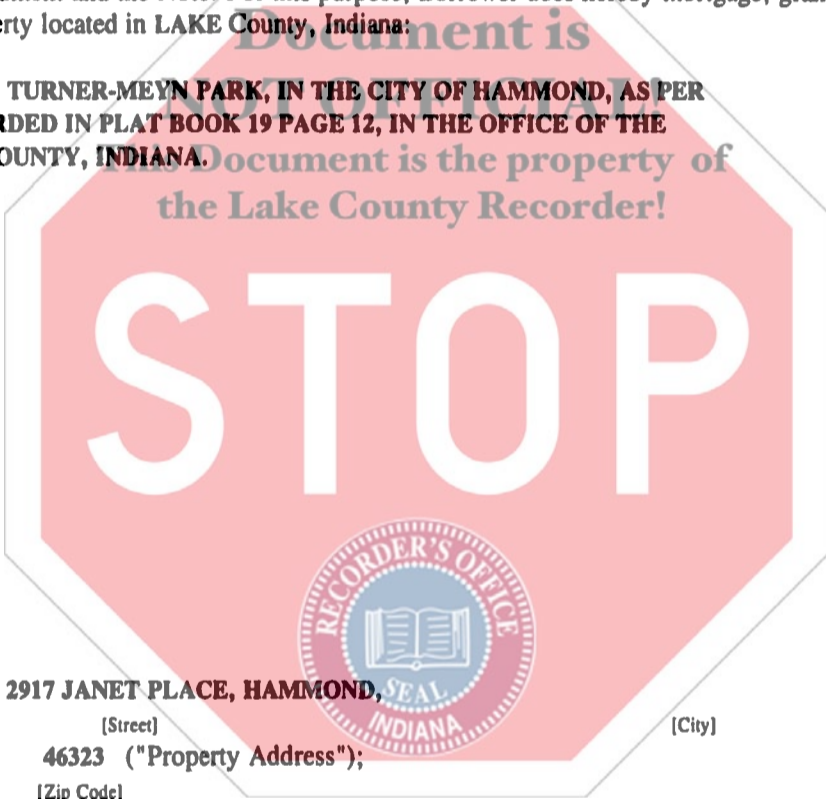 Document is
erty located in LAKE County, Indiana:
TURNER-MEYN PARK, IN THE CITY OF HAMMOND, AS PER
NOT OFFICIAL!
RDED IN PLAT BOOK 19 PAGE 12, IN THE OFFICE OF THE
OUNTY, INDIANA.
This Document is the property of
the Lake County Recorder!
STOP
RECORDER'S OFFICE
SEAL
INDIANA
2917 JANET PLACE, HAMMOND,
[Street] [City]
46323 ("Property Address");
[Zip Code]